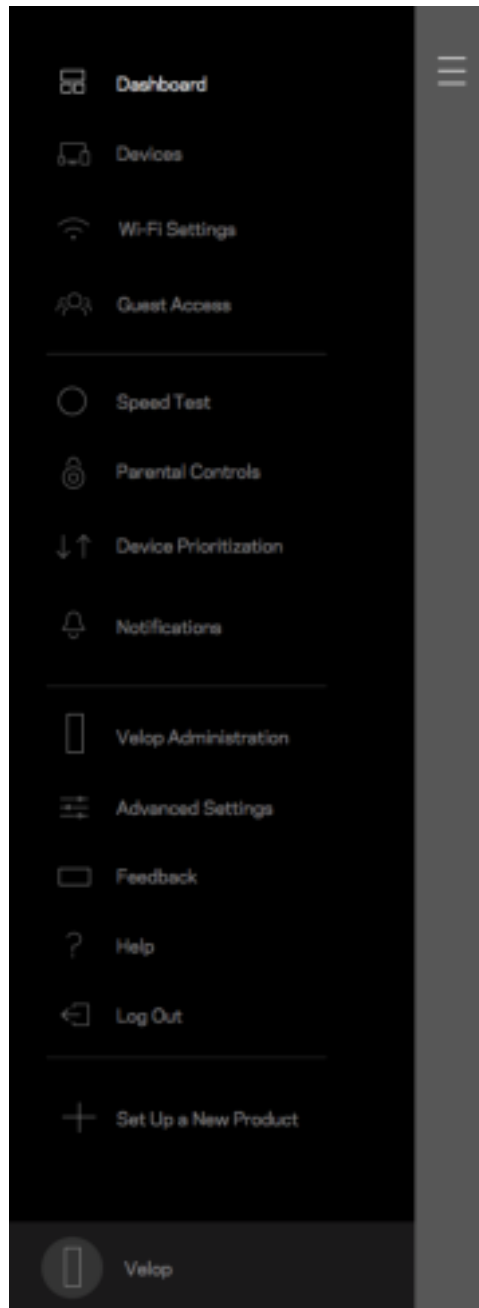 Dashboard
Devices
Wi-Fi Settings
Guest Access
Speed Test
Parental Controls
Device Prioritization
Notifications
Velop Administration
Advanced Settings
Feedback
Help
Log Out
Set Up a New Product
Velop